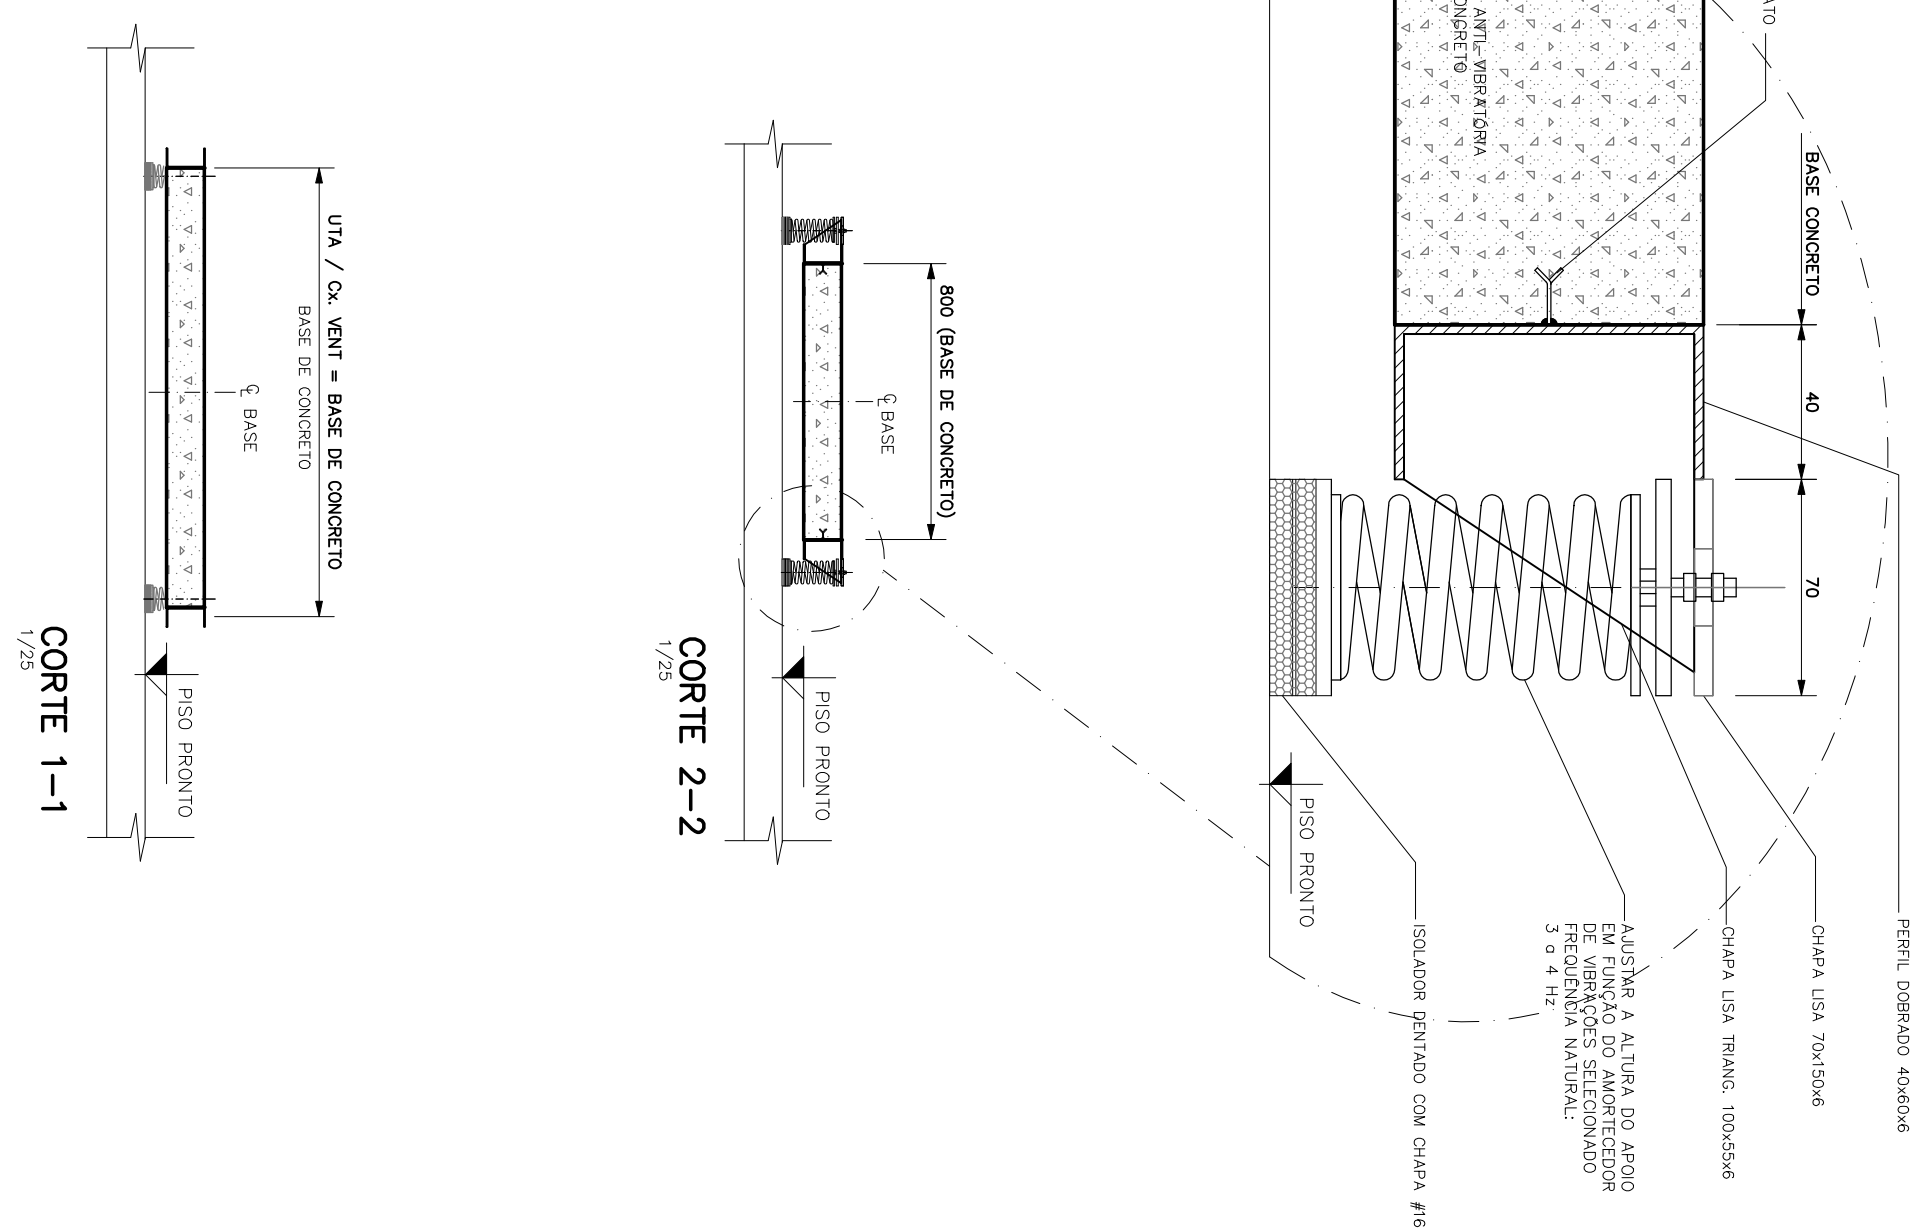 ANTI-VIBRATÓRIA
BASE CONCRETO
40
70
PERFIL DOBRADO 40x60x6
CHAPA LISA 70x150x6
CHAPA LISA TRIANG. 100x55x6
AJUSTAR A ALTURA DO APOIO
EM FUNÇÃO DO AMORTECEDOR
DE VIBRAÇÕES SELECIONADO
FREQUÊNCIA NATURAL:
3 a 4 Hz
ISOLADOR DENTADO COM CHAPA #16
PISO PRONTO
800 (BASE DE CONCRETO)
BASE
PISO PRONTO
CORTE 2-2
1/25
UTA / Cx. VENT = BASE DE CONCRETO
BASE DE CONCRETO
BASE
PISO PRONTO
CORTE 1-1
1/25